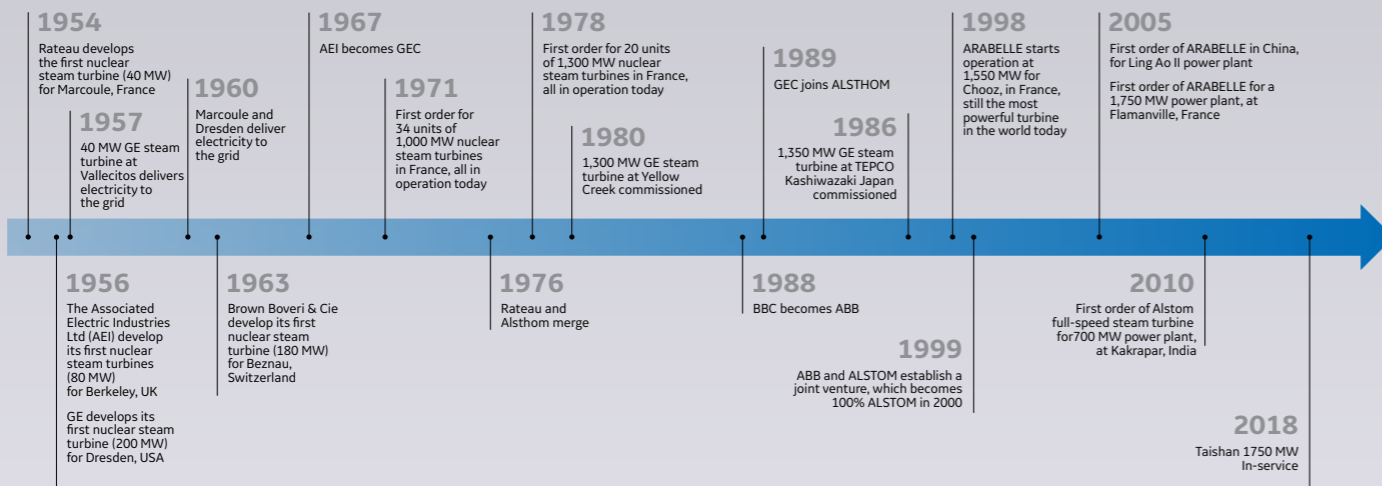 1954
Rateau develops
the first nuclear
steam turbine (40 MW)
for Marcoule, France
1957
40 MW GE steam
turbine at
Vallecitos delivers
electricity to
the grid
1960
Marcoule and
Dresden deliver
electricity to
the grid
1967
AEI becomes GEC
1971
First order for
34 units of
1,000 MW nuclear
steam turbines
in France, all in
operation today
1978
First order for 20 units
of 1,300 MW nuclear
steam turbines in France,
all in operation today
1980
1,300 MW GE steam
turbine at Yellow
Creek commissioned
1989
GEC joins ALSTHOM
1986
1,350 MW GE steam
turbine at TEPCO
Kashiwazaki Japan
commissioned
1998
ARABELLE starts
operation at
1,550 MW for
Chooz, in France,
still the most
powerful turbine
in the world today
2005
First order of ARABELLE in China,
for Ling Ao II power plant
First order of ARABELLE for a
1,750 MW power plant, at
Flamanville, France
1956
The Associated
Electric Industries
Ltd (AEI) develop
its first nuclear
steam turbines
(80 MW)
for Berkeley, UK
GE develops its
first nuclear steam
turbine (200 MW)
for Dresden, USA
1963
Brown Boveri & Cie
develop its first
nuclear steam
turbine (180 MW)
for Beznau,
Switzerland
1976
Rateau and
Alsthom merge
1988
BBC becomes ABB
1999
ABB and ALSTOM establish a
joint venture, which becomes
100% ALSTOM in 2000
2010
First order of Alstom
full-speed steam turbine
for700 MW power plant,
at Kakrapar, India
2018
Taishan 1750 MW
In-service